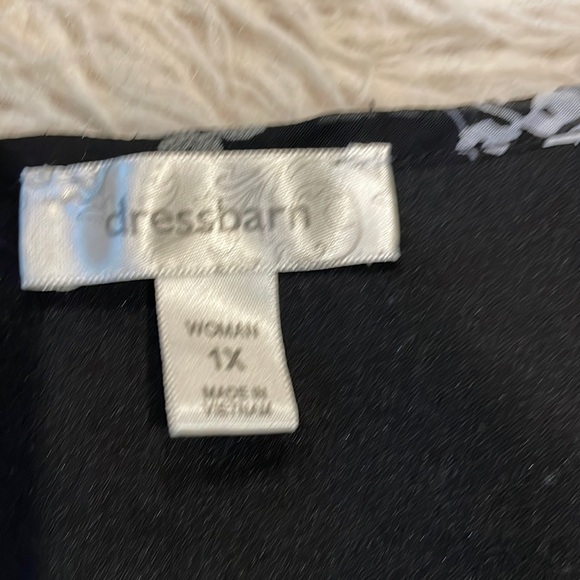 dressbarn
WOMAN
1X
MADE IN
VIETNAM